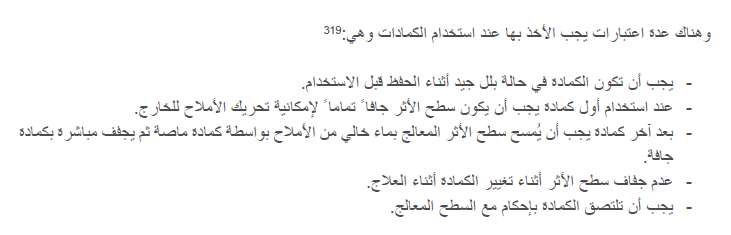 وهناك عدة اعتبارات يجب الأخذ بها عند استخدام الكمادات وهي:319
- يجب أن تكون الكمادة في حالة بلل جيد أثناء الحفظ قبل الاستخدام.
- عند استخدام أول كمادة يجب أن يكون سطح الأثر جافاً تماماً لإمكانية تحريك الأملاح للخارج.
- بعد آخر كمادة يجب أن يُمسح سطح الأثر المعالج بماء خالي من الأملاح بواسطة كمادة ماصة ثم يجفف مباشرة بكمادة
جافة.
- عدم جفاف سطح الأثر أثناء تغيير الكمادة أثناء العلاج.
- يجب أن تلتصق الكمادة بإحكام مع السطح المعالج.